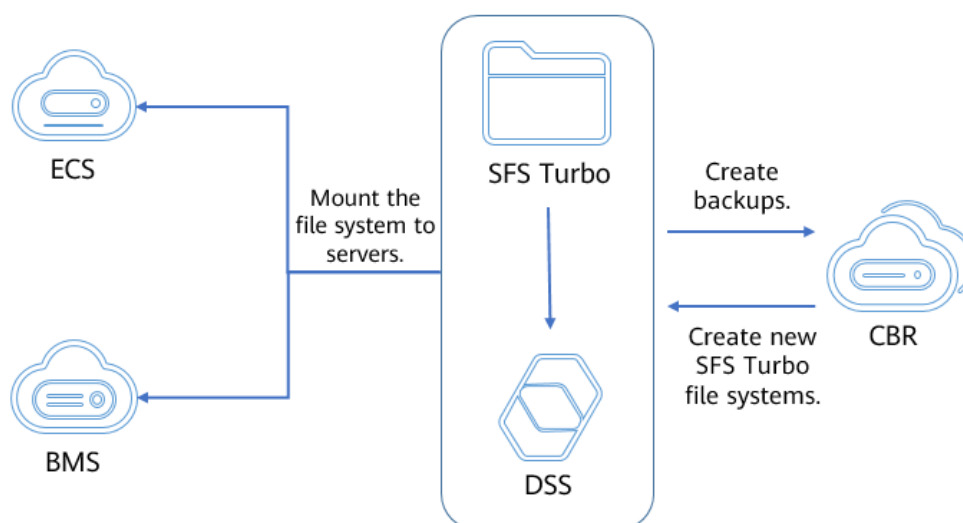 ECS
BMS
Mount the
file system to
servers.
SFS Turbo
DSS
Create
backups.
Create new
SFS Turbo
file systems.
CBR